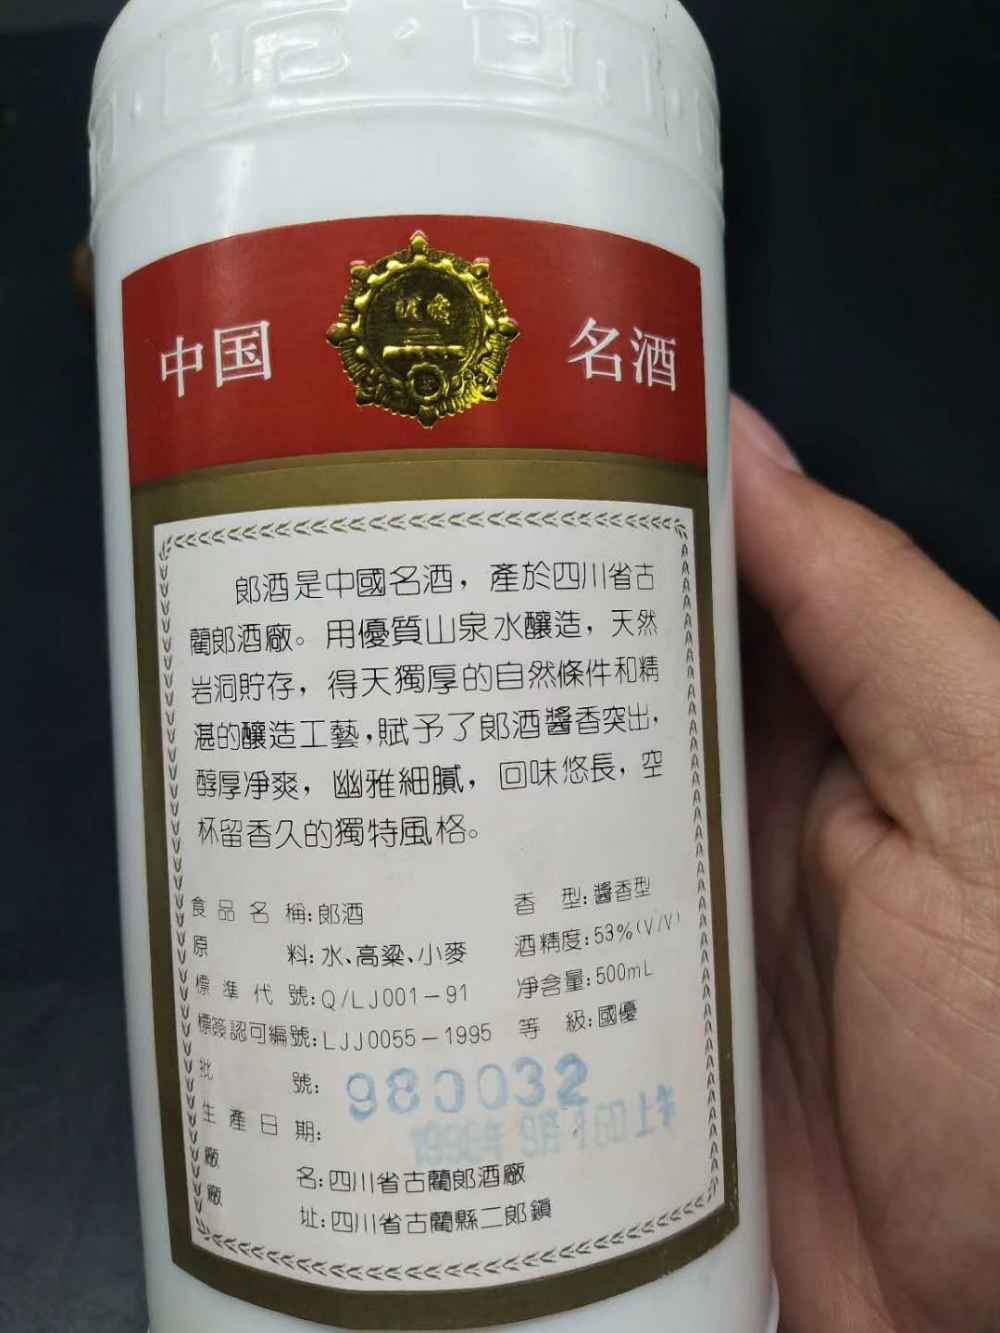 中国 名酒
郎酒是中國名酒，產於四川省古
藺郎酒廠。用優質山泉水釀造，天然
岩洞貯存，得天獨厚的自然條件和精
湛的釀造工藝，賦予了郎酒醬香突出，
醇厚凈爽，幽雅細膩，回味悠長，空
杯留香久的獨特風格。
食品名稱:郎酒 香型:醬香型
原料:水、高粱、小麥 酒精度:53%(V/V)
標準代號:Q/LJ001-91 凈含量:500mL
標簽認可編號:LJJ0055-1995 等級:國優
批號: 980032
生產日期:
廠名:四川省古藺郎酒廠
廠址:四川省古藺縣二郎鎮